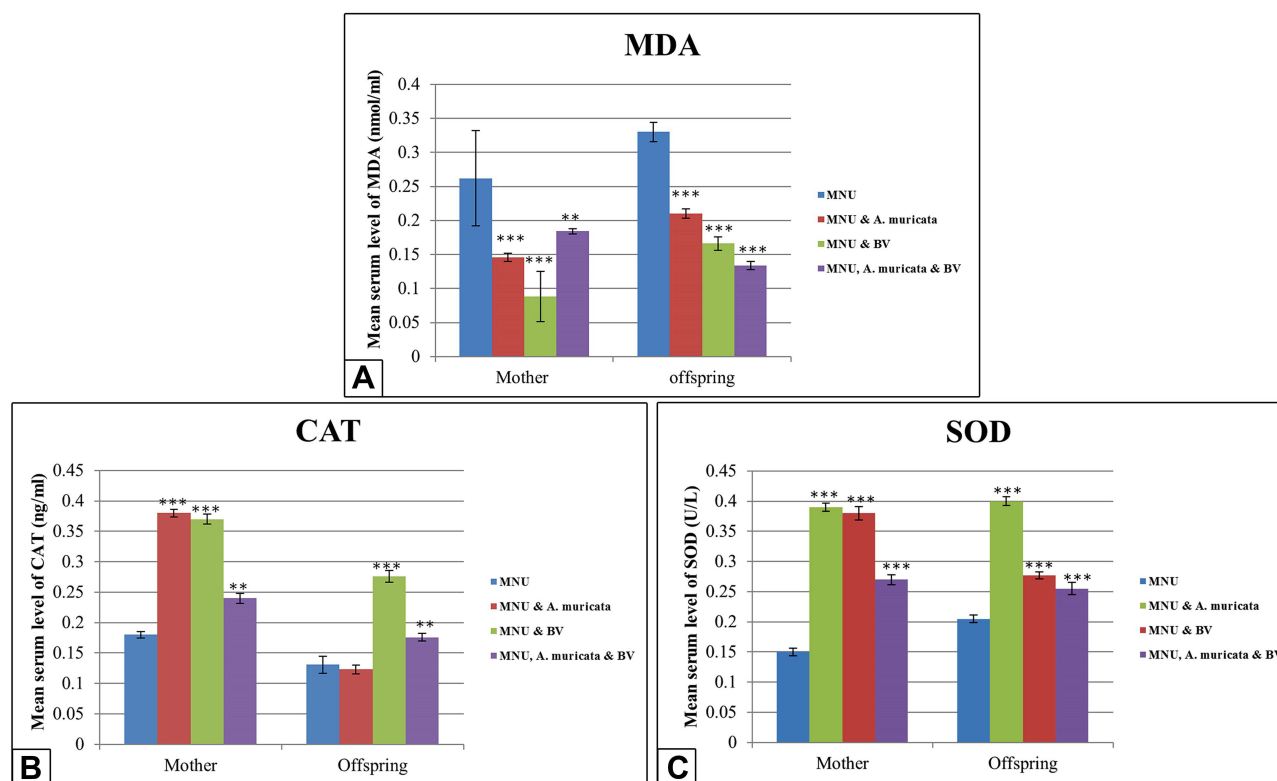 MDA
Mean serum level of MDA (nmol/ml)
0.4
0.35
0.3
0.25
0.2
0.15
0.1
0.05
0
***
***
**
***
***
***
Mother
offspring
MNU
MNU & A. muricata
MNU & BV
MNU, A. muricata & BV
A
CAT
Mean serum level of CAT (ng/ml)
0.45
0.4
0.35
0.3
0.25
0.2
0.15
0.1
0.05
0
***
***
**
***
**
Mother
Offspring
MNU
MNU & A. muricata
MNU & BV
MNU, A. muricata & BV
B
SOD
Mean serum level of SOD (U/L)
0.45
0.4
0.35
0.3
0.25
0.2
0.15
0.1
0.05
0
***
***
***
***
***
***
Mother
Offspring
MNU
MNU & A. muricata
MNU & BV
MNU, A. muricata & BV
C